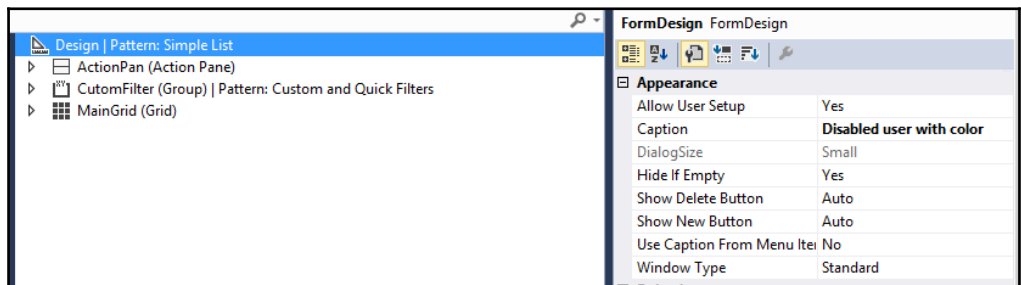 Design | Pattern: Simple List
ActionPan (Action Pane)
CutomFilter (Group) | Pattern: Custom and Quick Filters
MainGrid (Grid)
FormDesign FormDesign
Appearance
Allow User Setup Yes
Caption Disabled user with color
DialogSize Small
Hide If Empty Yes
Show Delete Button Auto
Show New Button Auto
Use Caption From Menu Iter No
Window Type Standard